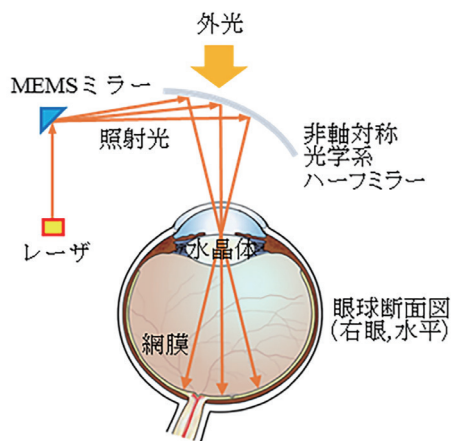 外光
MEMSミラー
照射光
非軸対称
光学系
ハーフミラー
レーザ
水晶体
網膜
眼球断面図
(右眼,水平)